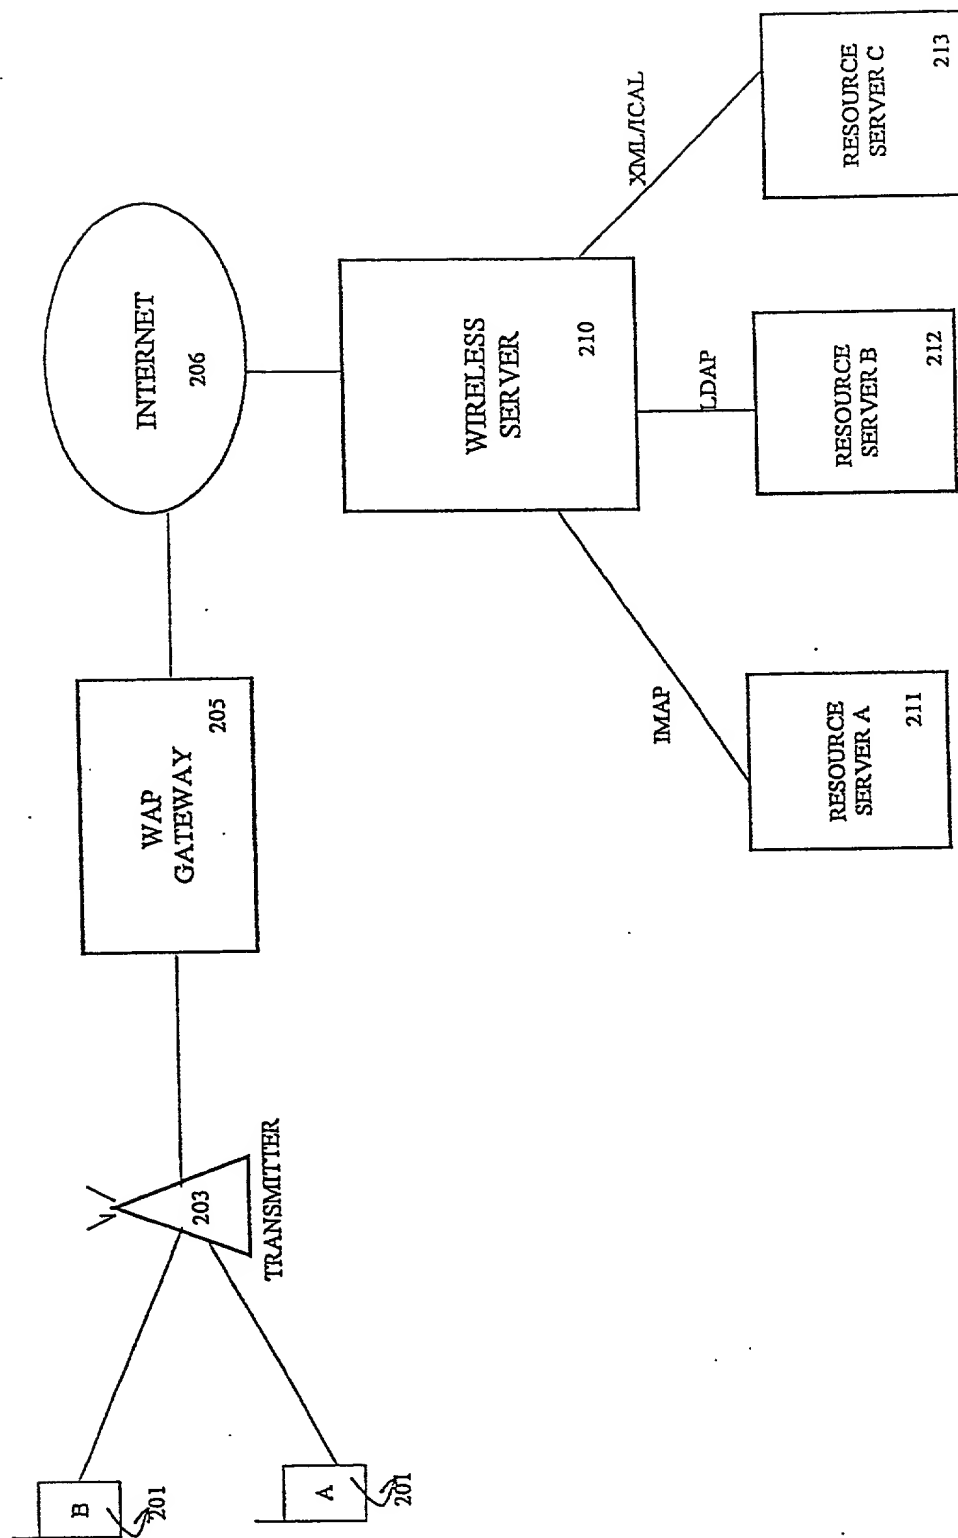 B
201
A
201
203
TRANSMITTER
WAP
GATEWAY
205
INTERNET
206
WIRELESS
SERVER
210
IMAP
LDAP
XML/ICAL
RESOURCE
SERVER A
211
RESOURCE
SERVER B
212
RESOURCE
SERVER C
213